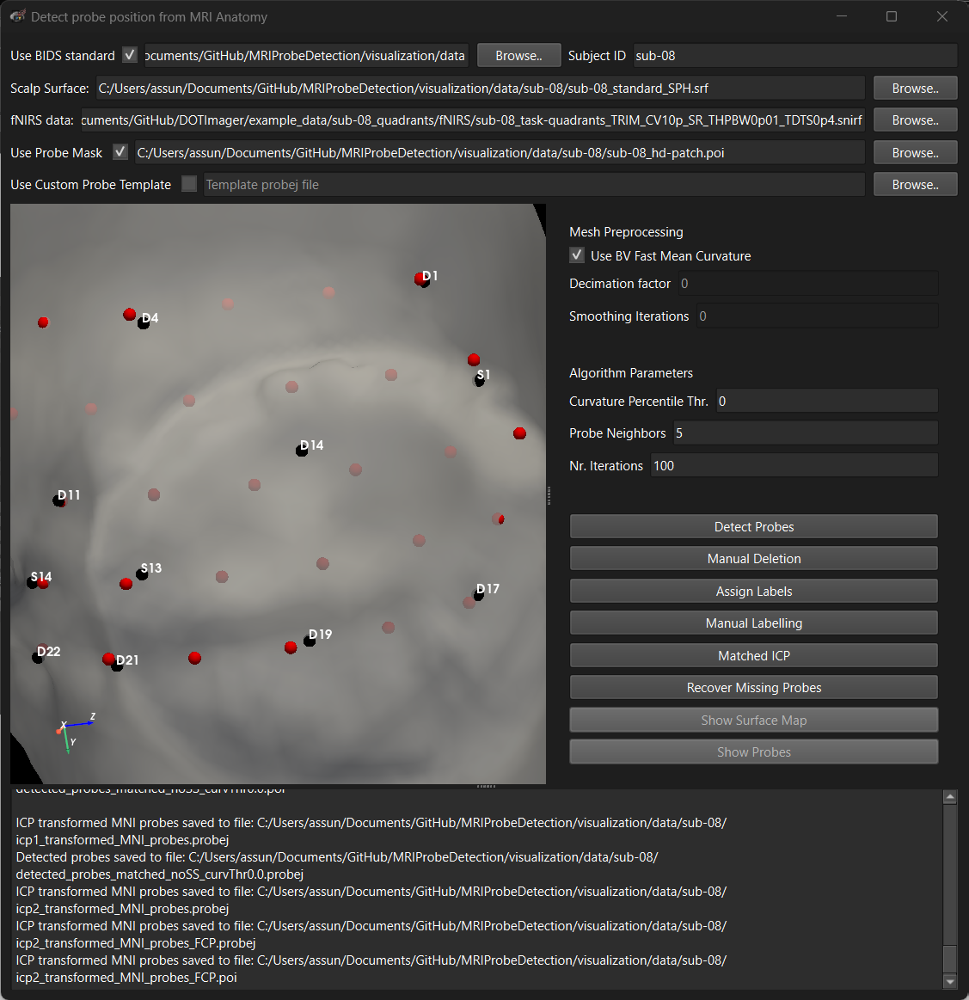 Detect probe position from MRI Anatomy
Use BIDS standard ocuments/GitHub/MRIProbeDetection/visualization/data Browse.. Subject ID sub-08
Scalp Surface: C:/Users/assun/Documents/GitHub/MRIProbeDetection/visualization/data/sub-08/sub-08_standard_SPH.srf Browse..
fNIRS data: cuments/GitHub/DOTImager/example_data/sub-08_quadrants/fNIRS/sub-08_task-quadrants_TRIM_CV10p_SR_THPBW0p01_TDTS0p4.snirf Browse..
Use Probe Mask C:/Users/assun/Documents/GitHub/MRIProbeDetection/visualization/data/sub-08/sub-08_hd-patch.poi Browse..
Use Custom Probe Template Template probej file Browse..
D1
D4
S1
D14
D11
S13
S14
D17
D19
D22
D21
Z
X
Y
Mesh Preprocessing
Use BV Fast Mean Curvature
Decimation factor 0
Smoothing Iterations 0
Algorithm Parameters
Curvature Percentile Thr. 0
Probe Neighbors 5
Nr. Iterations 100
Detect Probes
Manual Deletion
Assign Labels
Manual Labelling
Matched ICP
Recover Missing Probes
Show Surface Map
Show Probes
detected_probes_matched_noSS_curvThr0.0.poi
ICP transformed MNI probes saved to file: C:/Users/assun/Documents/GitHub/MRIProbeDetection/visualization/data/sub-08/
icp1_transformed_MNI_probes.probej
Detected probes saved to file: C:/Users/assun/Documents/GitHub/MRIProbeDetection/visualization/data/sub-08/
detected_probes_matched_noSS_curvThr0.0.probej
ICP transformed MNI probes saved to file: C:/Users/assun/Documents/GitHub/MRIProbeDetection/visualization/data/sub-08/
icp2_transformed_MNI_probes.probej
ICP transformed MNI probes saved to file: C:/Users/assun/Documents/GitHub/MRIProbeDetection/visualization/data/sub-08/
icp2_transformed_MNI_probes_FCP.probej
ICP transformed MNI probes saved to file: C:/Users/assun/Documents/GitHub/MRIProbeDetection/visualization/data/sub-08/
icp2_transformed_MNI_probes_FCP.poi